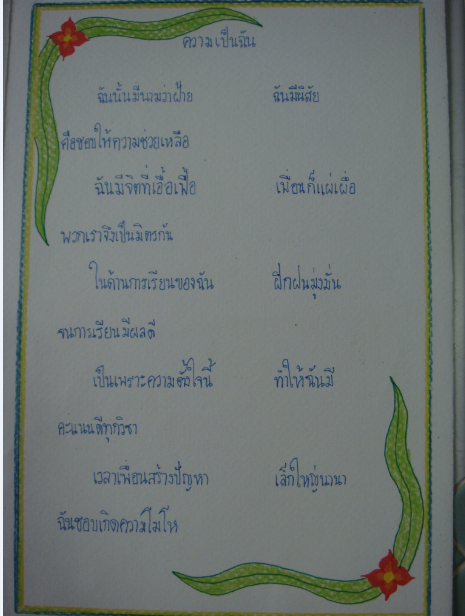 ความเป็นฉัน
ฉันนั้นมีนามว่าฝ้าย ฉันมีนิสัย
คือชอบให้ความช่วยเหลือ
ฉันมีจิตที่เอื้อเฟื้อ เพื่อนก็แผ่เผื่อ
พวกเราจึงเป็นมิตรกัน
ในด้านการเรียนของฉัน ฝึกฝนมุ่งมั่น
จนการเรียนมีผลดี
เป็นเพราะความตั้งใจนี้ ทำให้ฉันมี
คะแนนดีทุกวิชา
เวลาเพื่อนสร้างปัญหา เล็กใหญ่นานา
ฉันชอบเกิดความโมโห